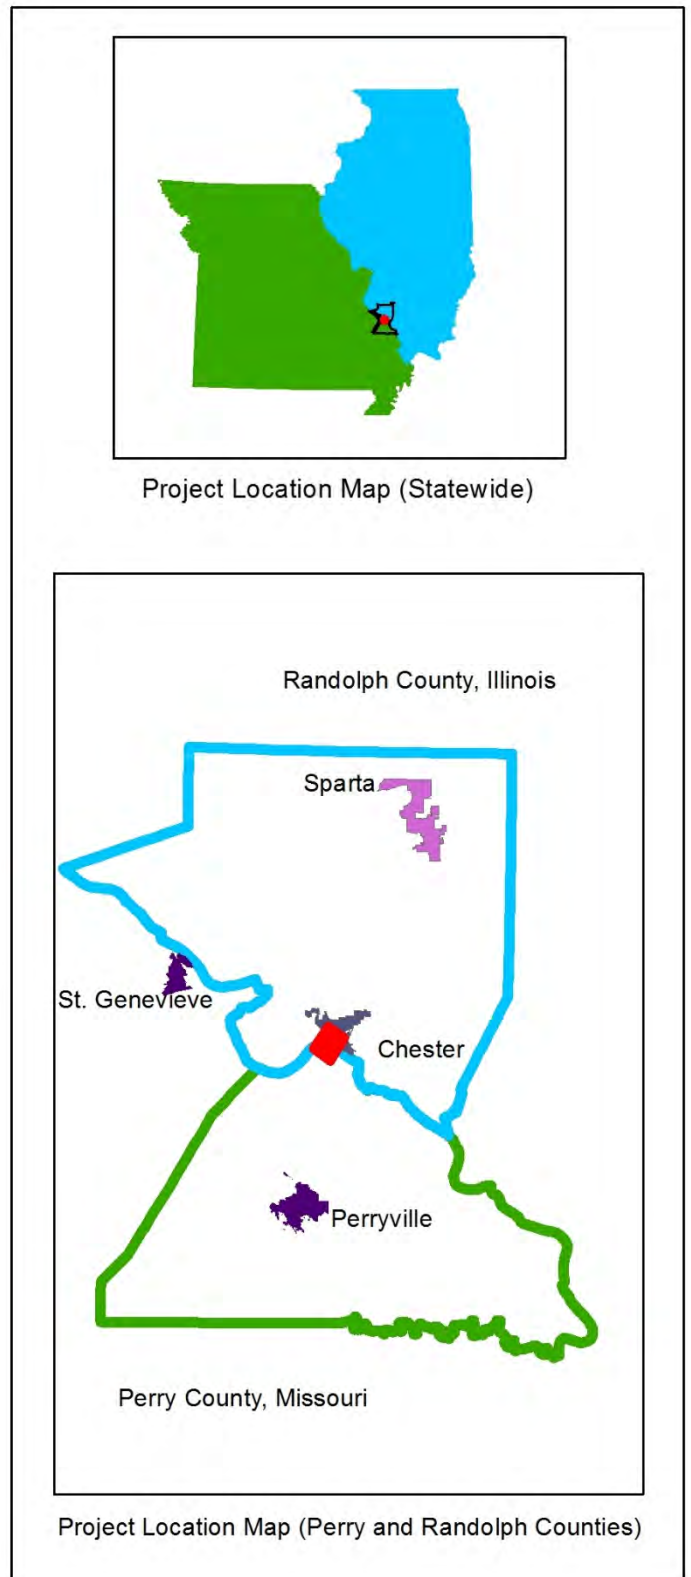 Project Location Map (Statewide)
Randolph County, Illinois
Sparta
St. Genevieve
Chester
Perryville
Perry County, Missouri
Project Location Map (Perry and Randolph Counties)